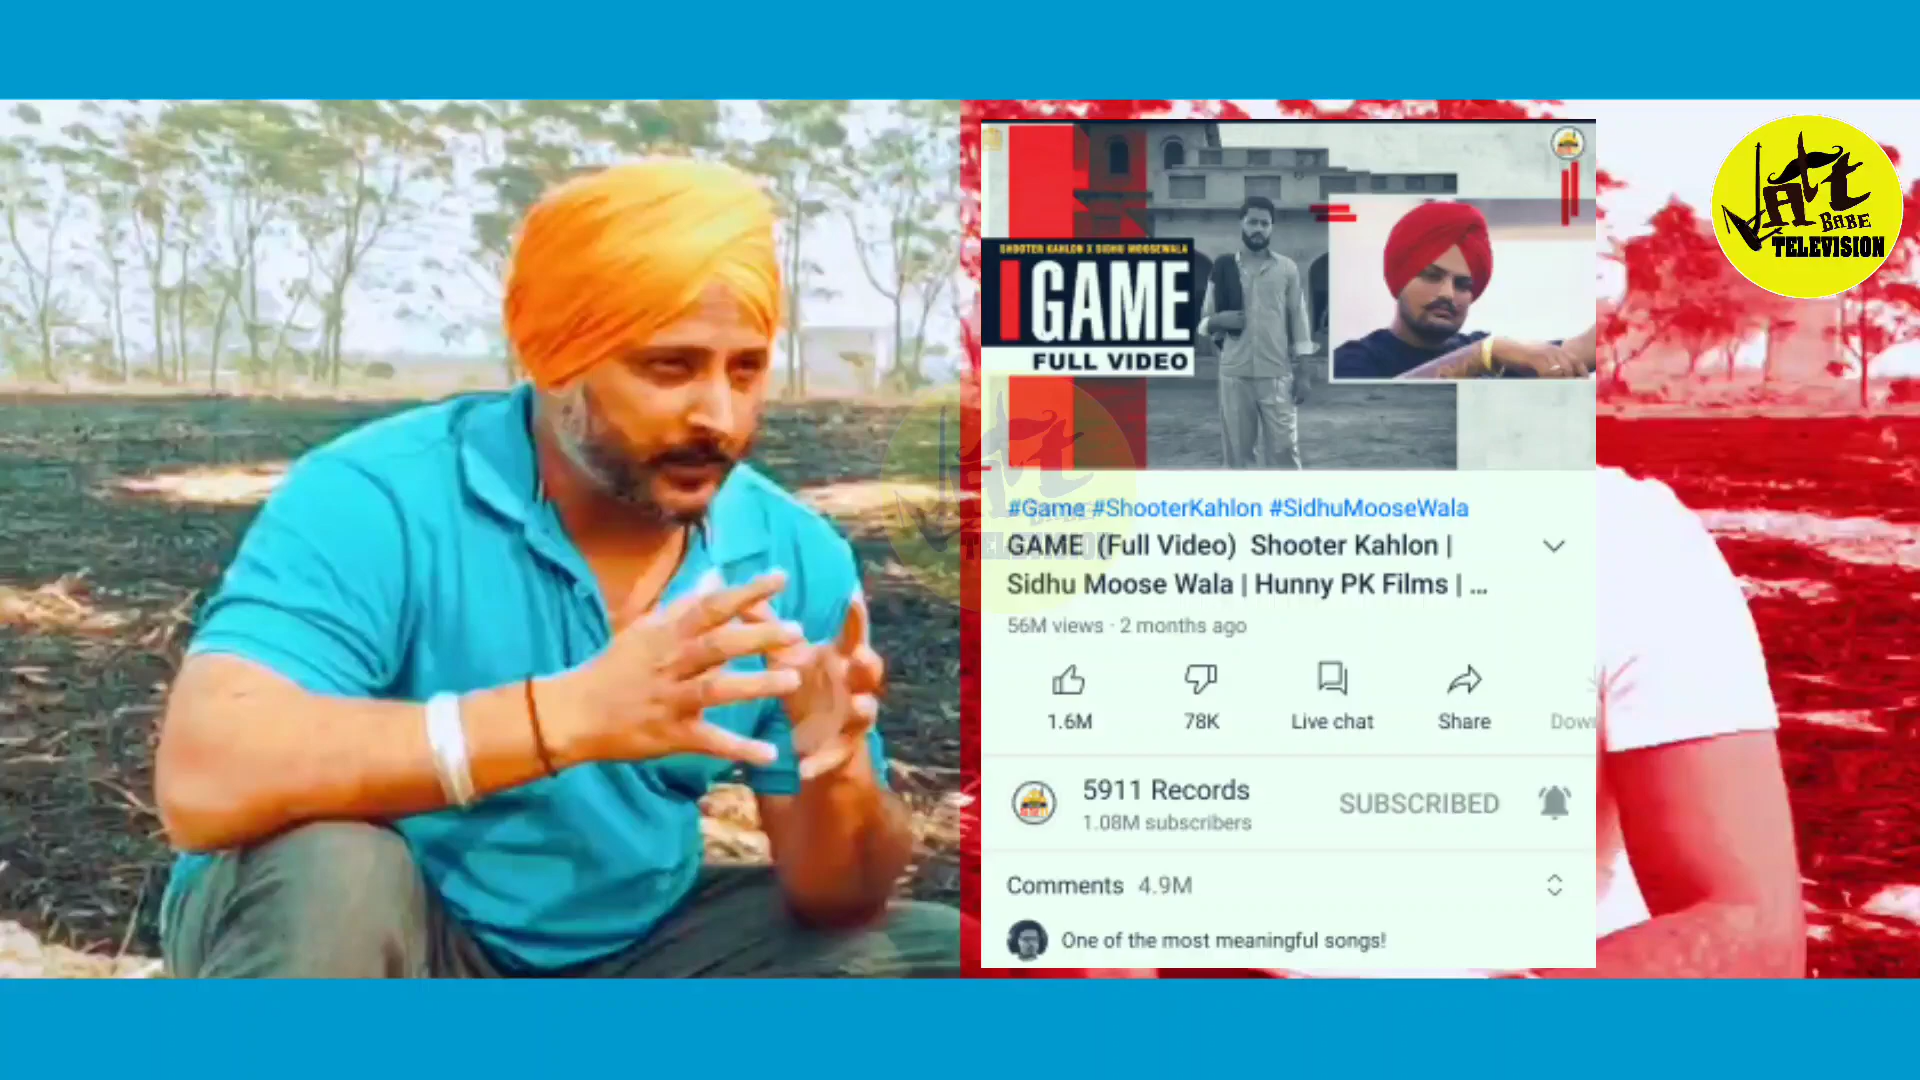 JATT
BABE
TELEVISION
SHOOTER KAHLON X SIDHU MOOSEWALA
GAME
FULL VIDEO
#Game #ShooterKahlon #SidhuMooseWala
GAME (Full Video) Shooter Kahlon |
Sidhu Moose Wala | Hunny PK Films | ...
56M views · 2 months ago
1.6M
78K
Live chat
Share
5911 Records
1.08M subscribers
SUBSCRIBED
Comments 4.9M
One of the most meaningful songs!